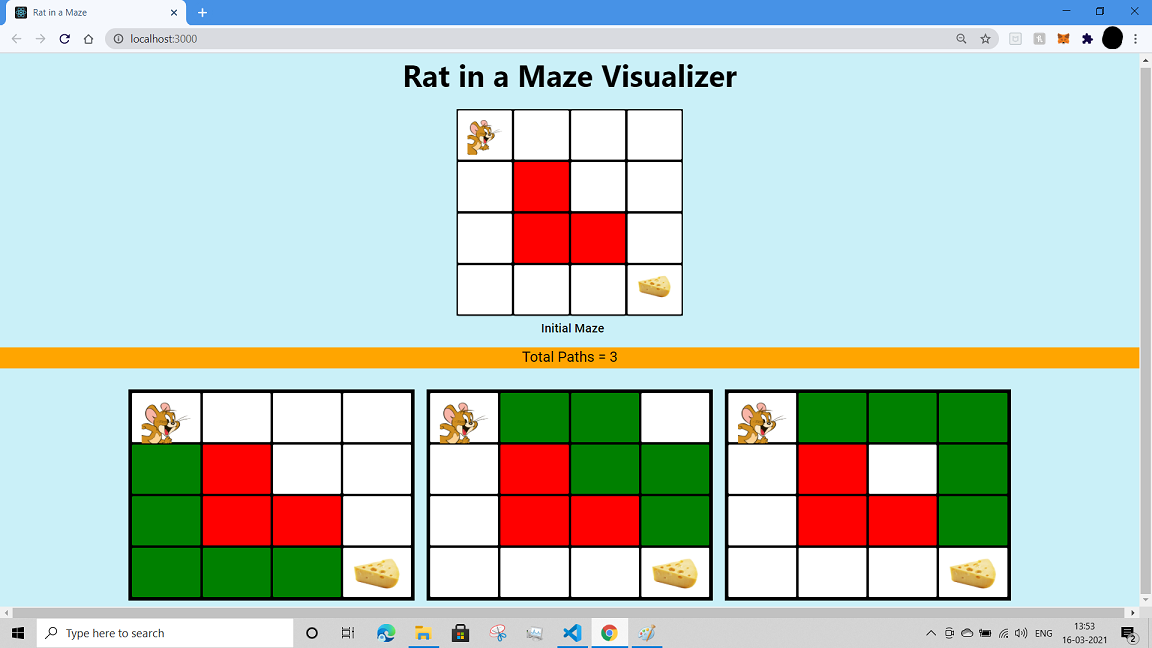 Rat in a Maze
localhost:3000
Rat in a Maze Visualizer
Initial Maze
Total Paths = 3
Type here to search
ENG
13:53
16-03-2021
2